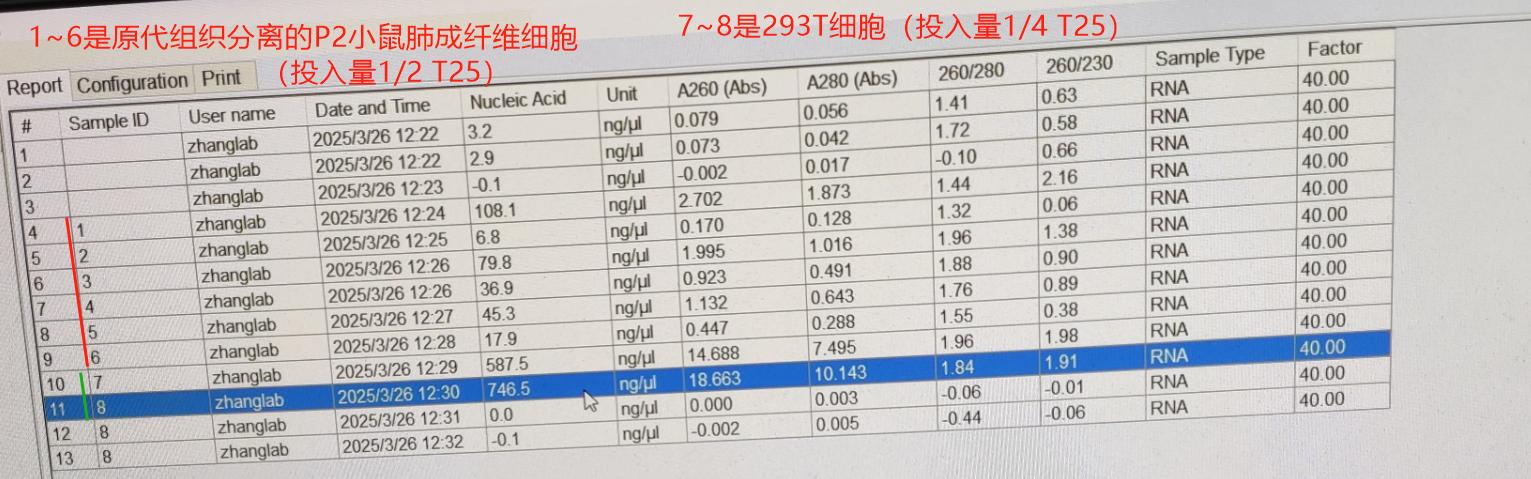 1~6是原代组织分离的P2小鼠肺成纤维细胞
（投入量1/2 T25）
7~8是293T细胞（投入量1/4 T25）
Report Configuration Print
# Sample ID User name Date and Time Nucleic Acid Unit A260 (Abs) A280 (Abs) 260/280 260/230 Sample Type Factor
1 zhanglab 2025/3/26 12:22 3.2 ng/µl 0.079 0.056 1.41 0.63 RNA 40.00
2 zhanglab 2025/3/26 12:22 2.9 ng/µl 0.073 0.042 1.72 0.58 RNA 40.00
3 zhanglab 2025/3/26 12:23 -0.1 ng/µl -0.002 0.017 -0.10 0.66 RNA 40.00
4 1 zhanglab 2025/3/26 12:24 108.1 ng/µl 2.702 1.873 1.44 2.16 RNA 40.00
5 2 zhanglab 2025/3/26 12:25 6.8 ng/µl 0.170 0.128 1.32 0.06 RNA 40.00
6 3 zhanglab 2025/3/26 12:26 79.8 ng/µl 1.995 1.016 1.96 1.38 RNA 40.00
7 4 zhanglab 2025/3/26 12:26 36.9 ng/µl 0.923 0.491 1.88 0.90 RNA 40.00
8 5 zhanglab 2025/3/26 12:27 45.3 ng/µl 1.132 0.643 1.76 0.89 RNA 40.00
9 6 zhanglab 2025/3/26 12:28 17.9 ng/µl 0.447 0.288 1.55 0.38 RNA 40.00
10 7 zhanglab 2025/3/26 12:29 587.5 ng/µl 14.688 7.495 1.96 1.98 RNA 40.00
11 8 zhanglab 2025/3/26 12:30 746.5 ng/µl 18.663 10.143 1.84 1.91 RNA 40.00
12 8 zhanglab 2025/3/26 12:31 0.0 ng/µl 0.000 0.003 -0.06 -0.01 RNA 40.00
13 8 zhanglab 2025/3/26 12:32 -0.1 ng/µl -0.002 0.005 -0.44 -0.06 RNA 40.00